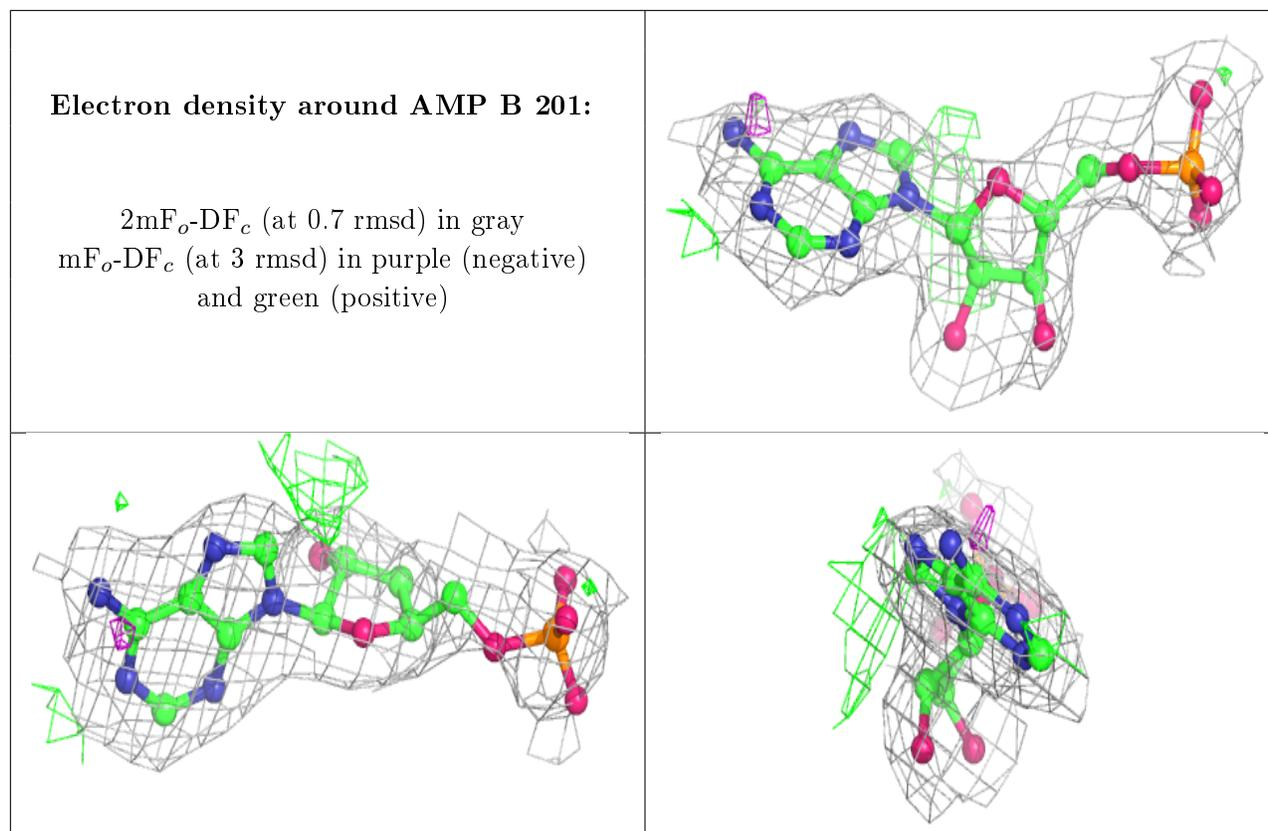 Electron density around AMP B 201:
2mFo-DFc (at 0.7 rmsd) in gray
mFo-DFc (at 3 rmsd) in purple (negative)
and green (positive)